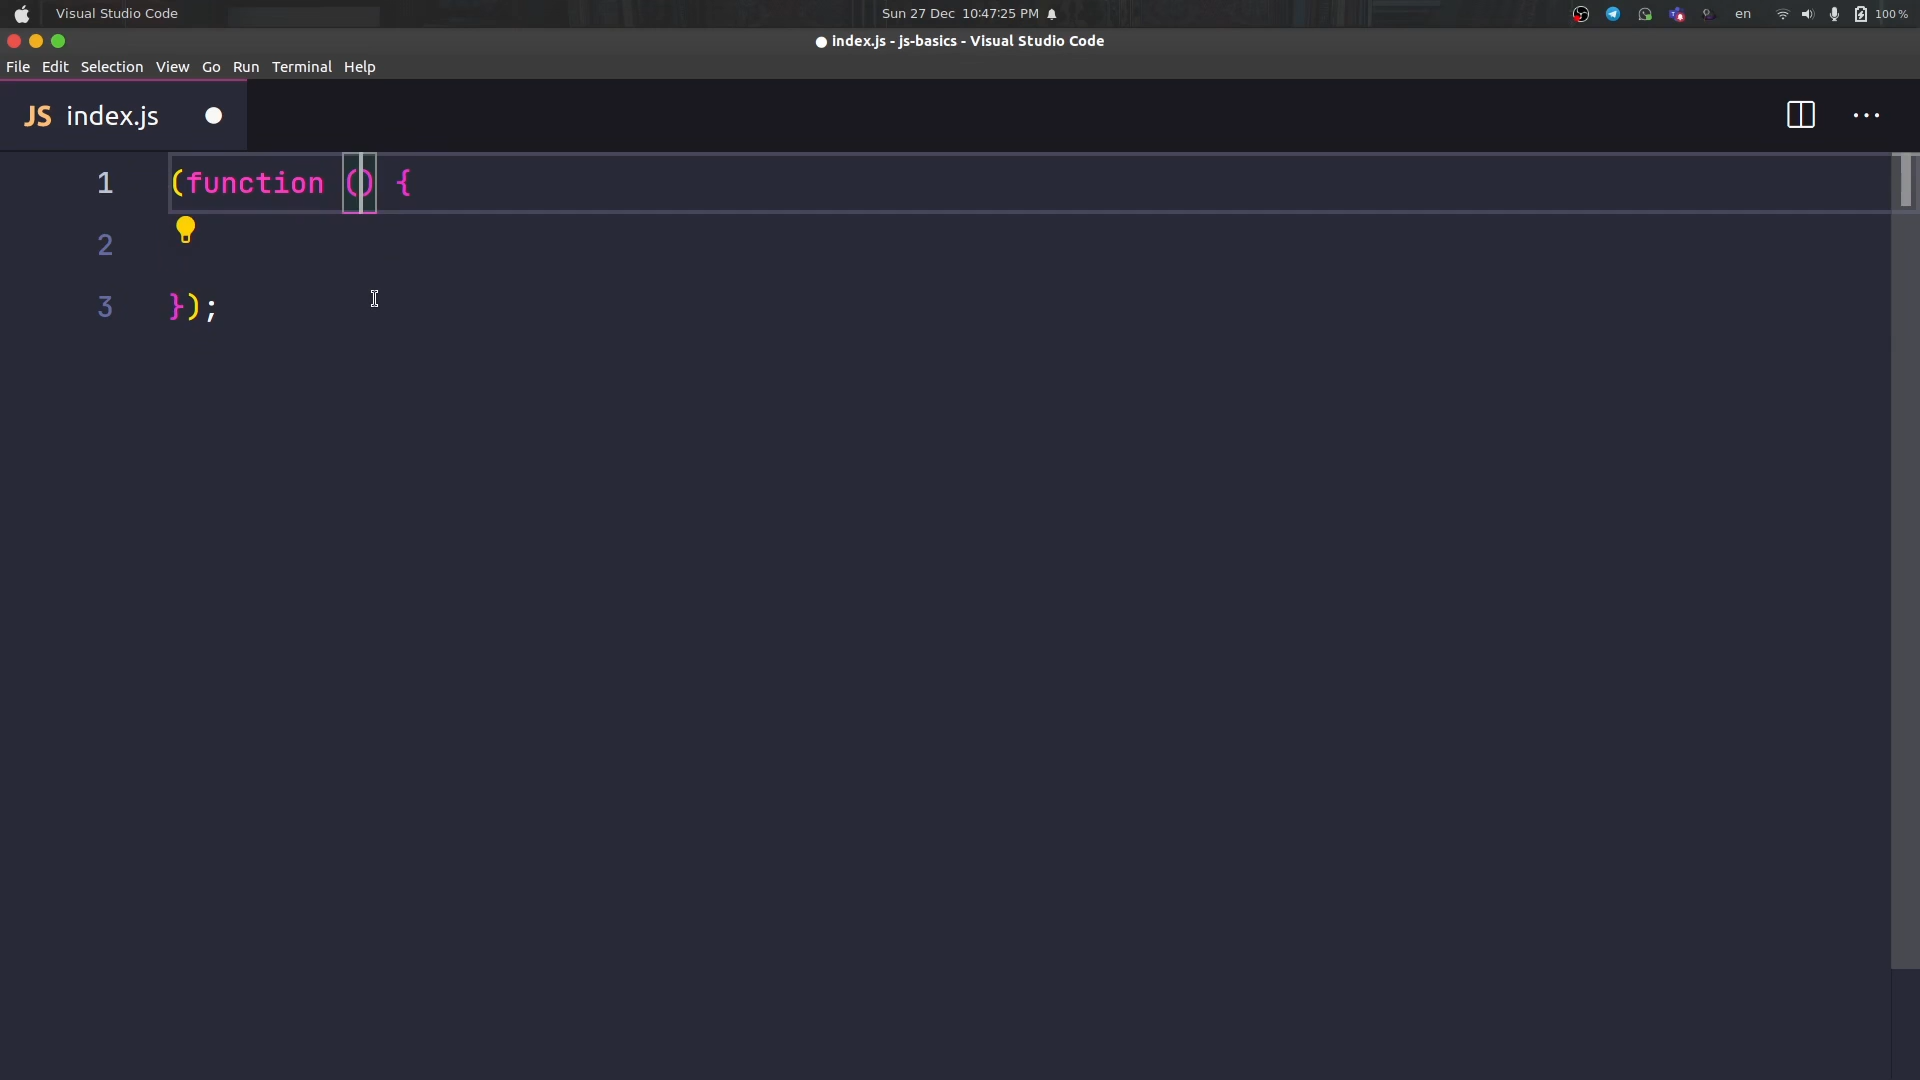 Visual Studio Code
Sun 27 Dec 10:47:25 PM
en
100 %
● index.js - js-basics - Visual Studio Code
File Edit Selection View Go Run Terminal Help
JS index.js
1 (function () {
2
3 });